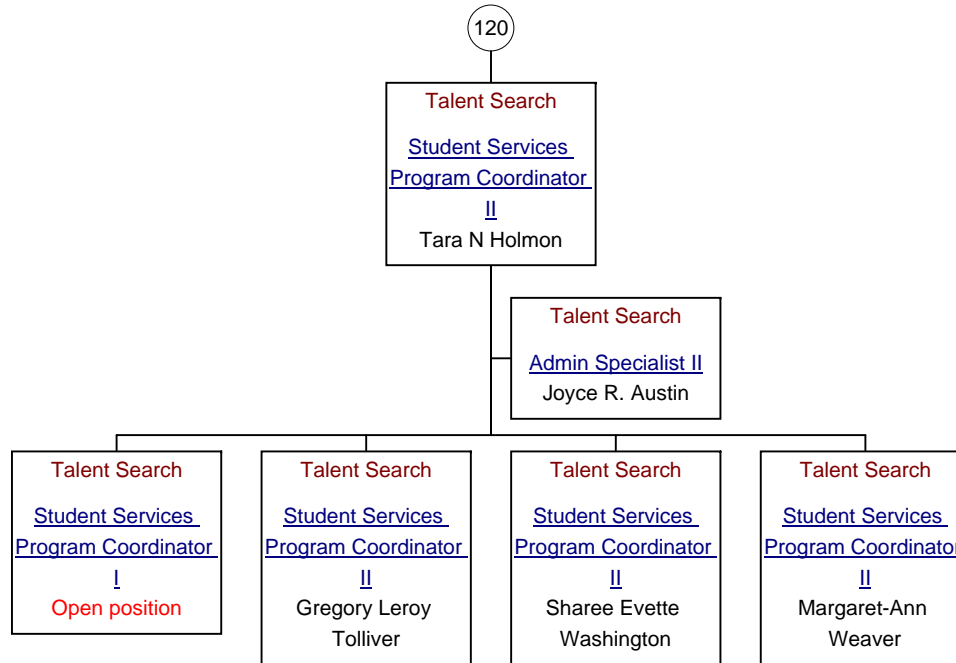 120
Talent Search
Student Services
Program Coordinator
II
Tara N Holmon
Talent Search
Admin Specialist II
Joyce R. Austin
Talent Search
Student Services
Program Coordinator
I
Open position
Talent Search
Student Services
Program Coordinator
II
Gregory Leroy
Tolliver
Talent Search
Student Services
Program Coordinator
II
Sharee Evette
Washington
Talent Search
Student Services
Program Coordinator
II
Margaret-Ann
Weaver